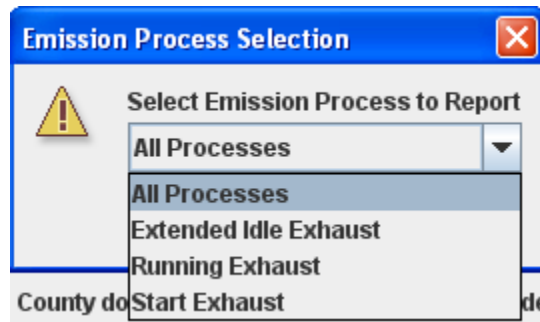 Emission Process Selection
Select Emission Process to Report
All Processes
All Processes
Extended Idle Exhaust
Running Exhaust
Start Exhaust
County do